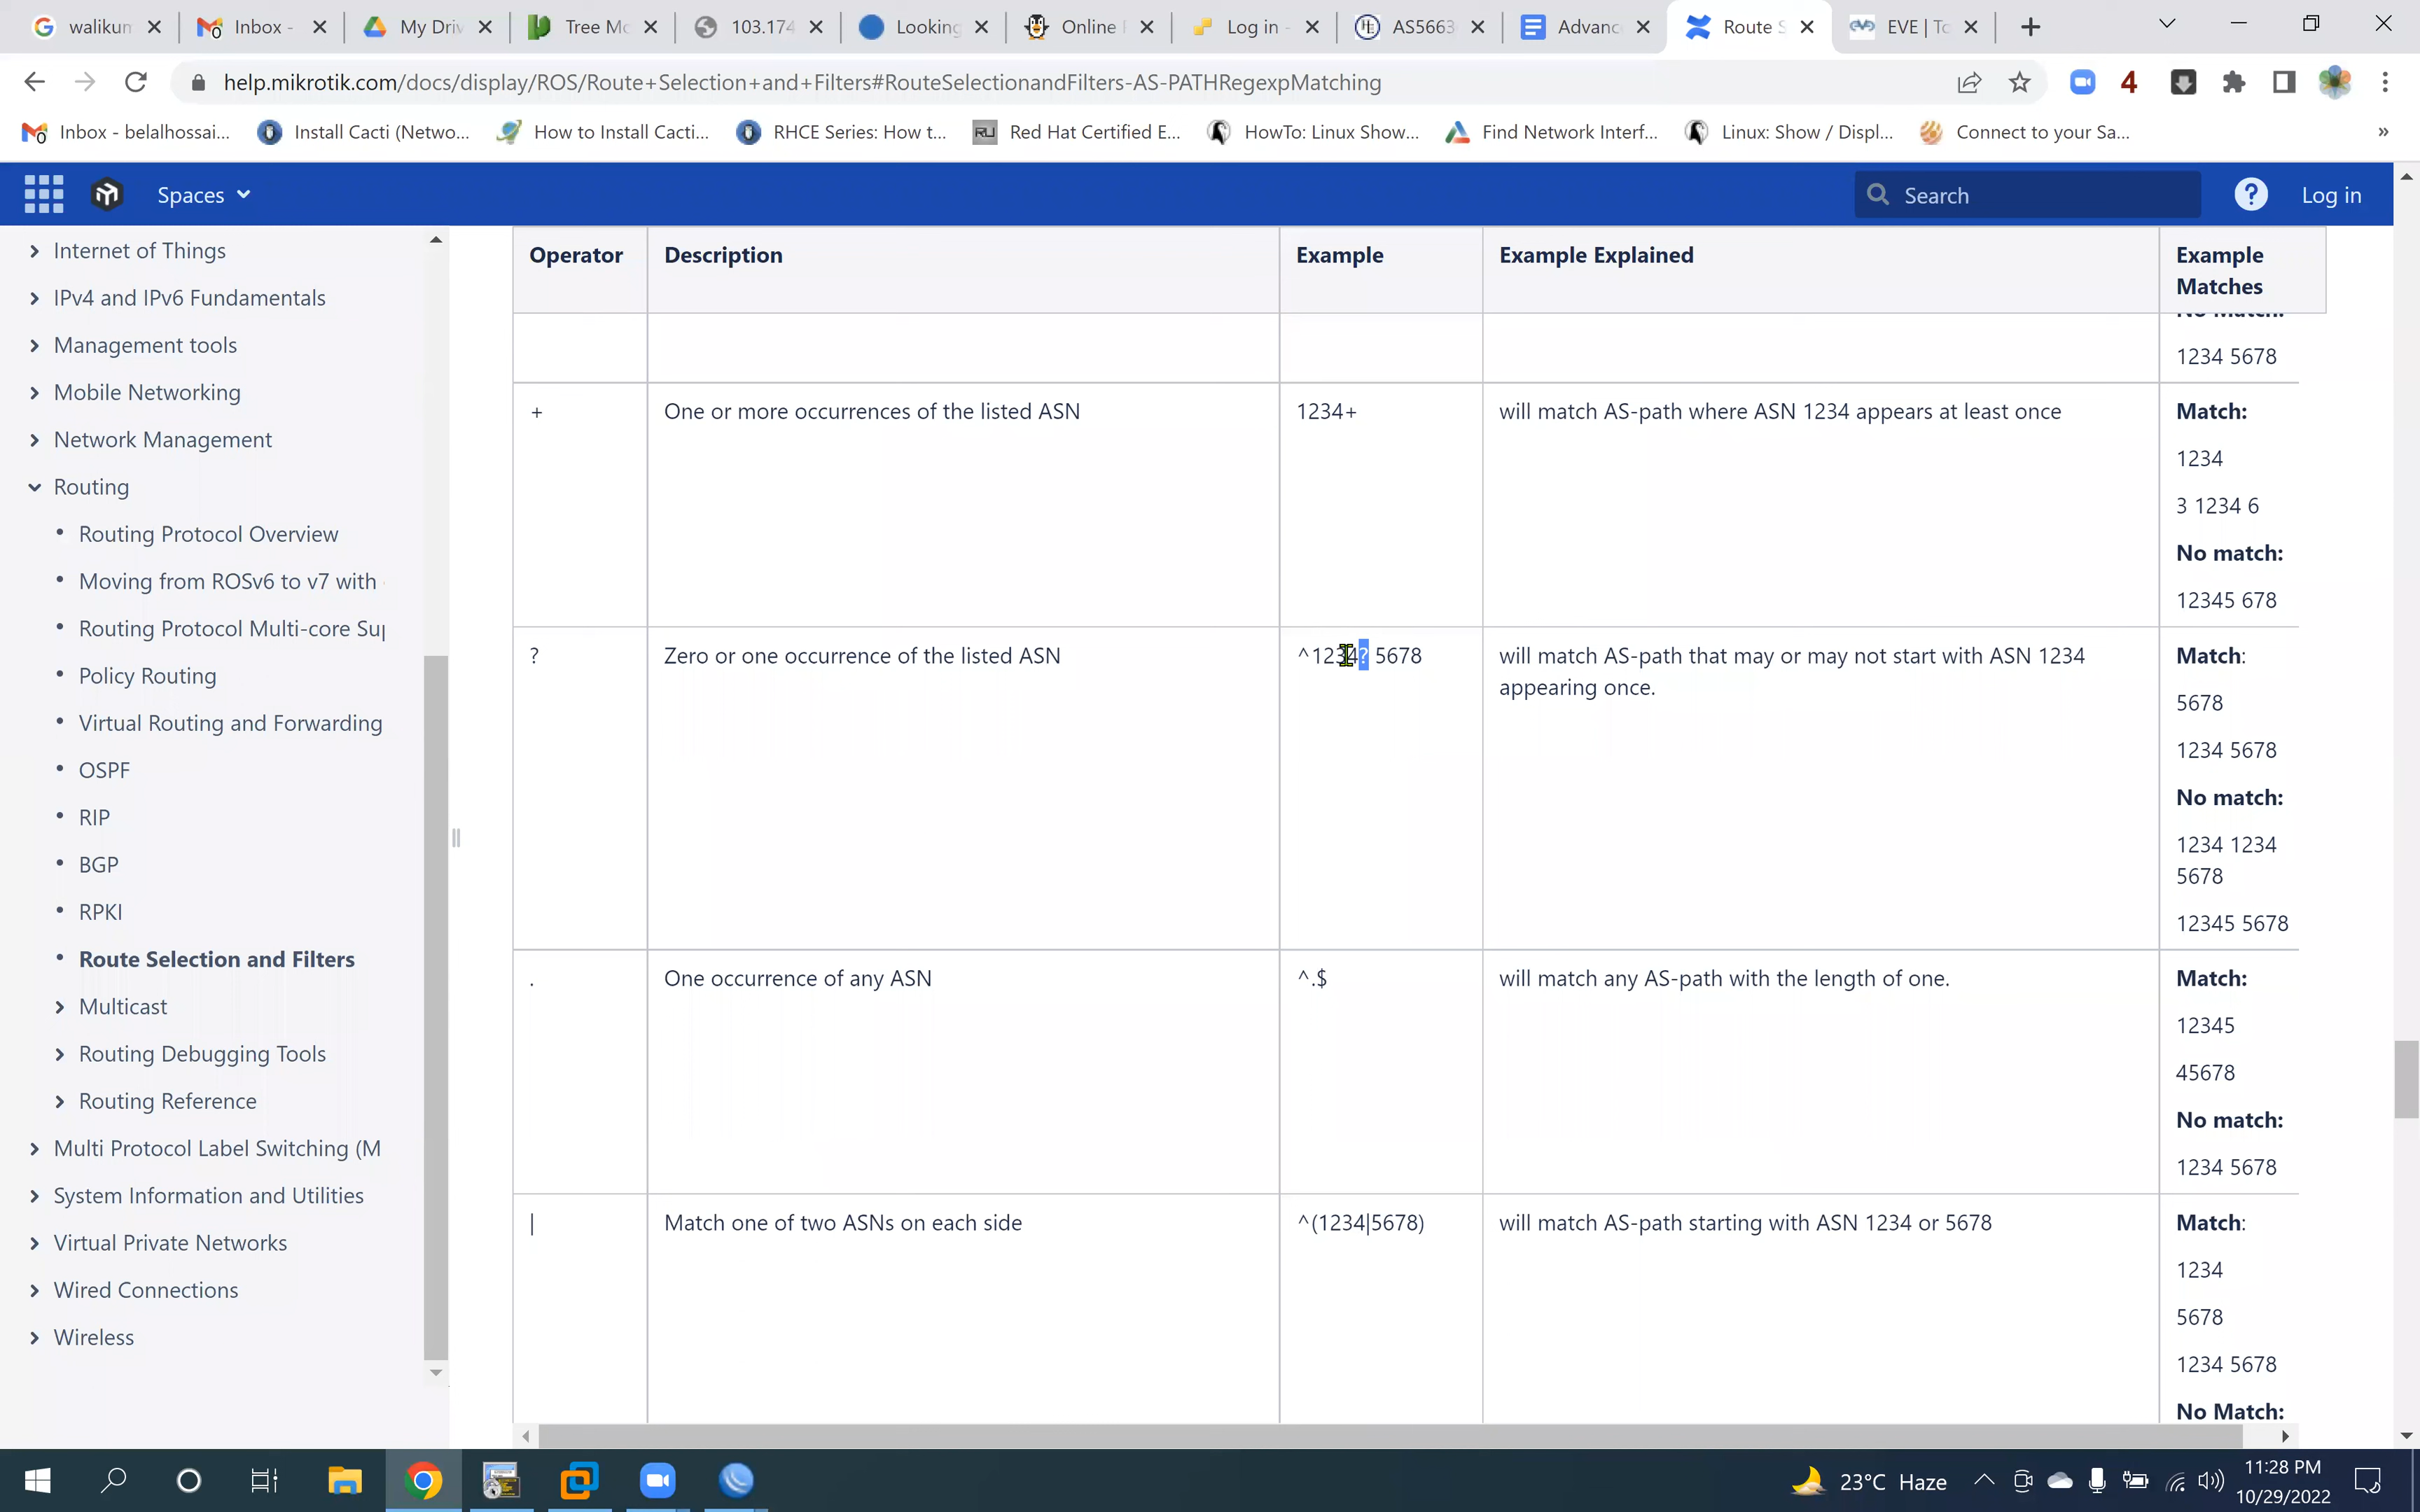 walikum
Inbox -
My Driv
Tree Mo
103.174
Looking
Online
Log in -
AS5663
Advanc
Route S
EVE | To
help.mikrotik.com/docs/display/ROS/Route+Selection+and+Filters#RouteSelectionandFilters-AS-PATHRegexpMatching
4
Inbox - belalhossai...
Install Cacti (Netwo...
How to Install Cacti...
RHCE Series: How t...
RU
Red Hat Certified E...
HowTo: Linux Show...
Find Network Interf...
Linux: Show / Displ...
Connect to your Sa...
»
Spaces
Search
?
Log in
Internet of Things
IPv4 and IPv6 Fundamentals
Management tools
Mobile Networking
Network Management
Routing
Routing Protocol Overview
Moving from ROSv6 to v7 with
Routing Protocol Multi-core Sup
Policy Routing
Virtual Routing and Forwarding
OSPF
RIP
BGP
RPKI
Route Selection and Filters
Multicast
Routing Debugging Tools
Routing Reference
Multi Protocol Label Switching (M
System Information and Utilities
Virtual Private Networks
Wired Connections
Wireless
Operator
Description
Example
Example Explained
Example
Matches
No Match:
1234 5678
+
One or more occurrences of the listed ASN
1234+
will match AS-path where ASN 1234 appears at least once
Match:
1234
3 1234 6
No match:
12345 678
?
Zero or one occurrence of the listed ASN
^1234? 5678
will match AS-path that may or may not start with ASN 1234
appearing once.
Match:
5678
1234 5678
No match:
1234 1234
5678
12345 5678
.
One occurrence of any ASN
^.$
will match any AS-path with the length of one.
Match:
12345
45678
No match:
1234 5678
|
Match one of two ASNs on each side
^(1234|5678)
will match AS-path starting with ASN 1234 or 5678
Match:
1234
5678
1234 5678
No Match:
23°C Haze
11:28 PM
10/29/2022